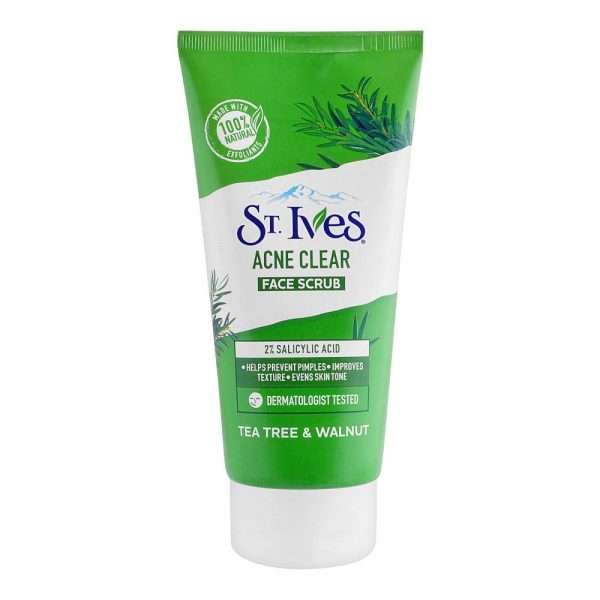 MADE WITH
100%
NATURAL
EXFOLIANTS
ST. IVES®
ACNE CLEAR
FACE SCRUB
2% SALICYLIC ACID
• HELPS PREVENT PIMPLES • IMPROVES
TEXTURE • EVENS SKIN TONE
DERMATOLOGIST TESTED
TEA TREE & WALNUT